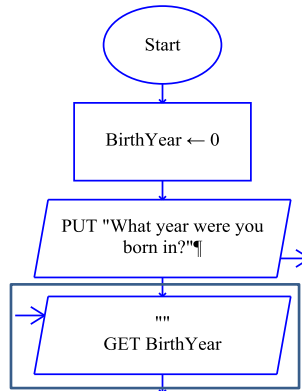 Start
BirthYear ← 0
PUT "What year were you
born in?"¶
""
GET BirthYear